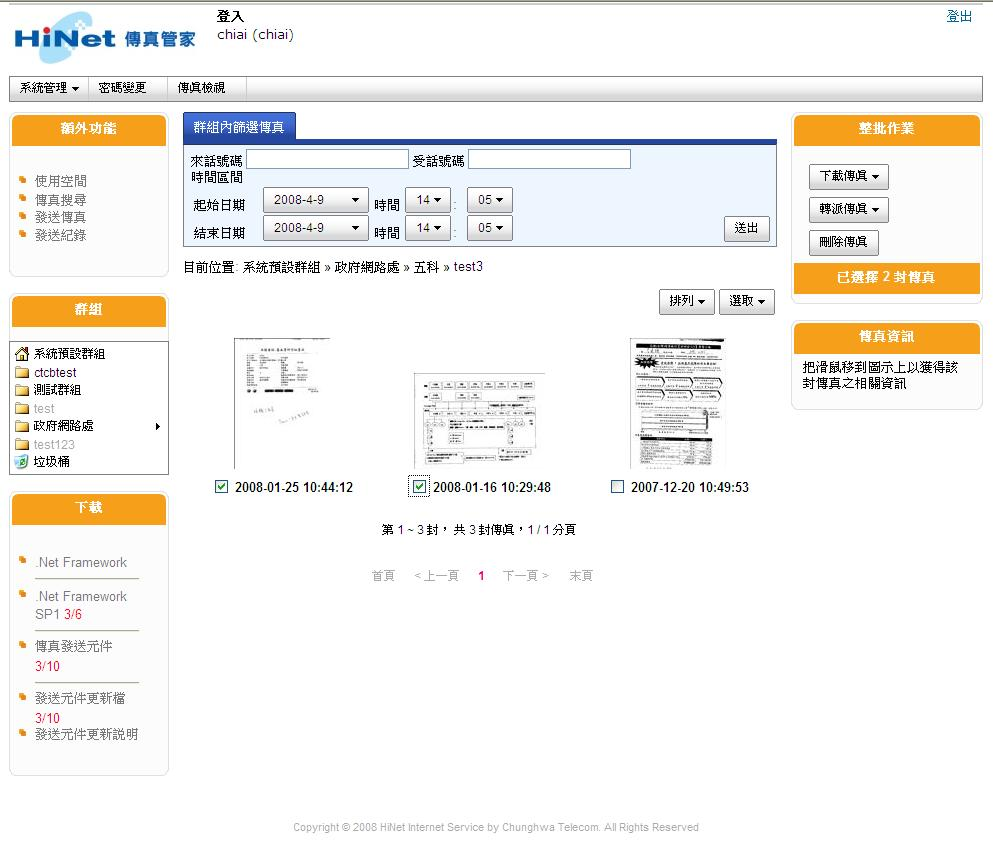 HiNet 傳真管家
登入
chiai (chiai)
登出
系統管理 密碼變更 傳真檢視
額外功能
使用空間
傳真搜尋
發送傳真
發送紀錄
群組
系統預設群組
ctcbtest
測試群組
test
政府網路處
test123
垃圾桶
下載
.Net Framework
.Net Framework
SP1 3/6
傳真發送元件
3/10
發送元件更新檔
3/10
發送元件更新說明
群組內篩選傳真
來話號碼 受話號碼
時間區間
起始日期 2008-4-9 時間 14 : 05
結束日期 2008-4-9 時間 14 : 05
送出
目前位置: 系統預設群組 » 政府網路處 » 五科 » test3
排列 選取
2008-01-25 10:44:12 2008-01-16 10:29:48 2007-12-20 10:49:53
第 1 ~ 3 封， 共 3 封傳真，1 / 1 分頁
首頁 < 上一頁 1 下一頁 > 末頁
整批作業
下載傳真
轉派傳真
刪除傳真
已選擇 2 封傳真
傳真資訊
把滑鼠移到圖示上以獲得該
封傳真之相關資訊
Copyright © 2008 HiNet Internet Service by Chunghwa Telecom. All Rights Reserved